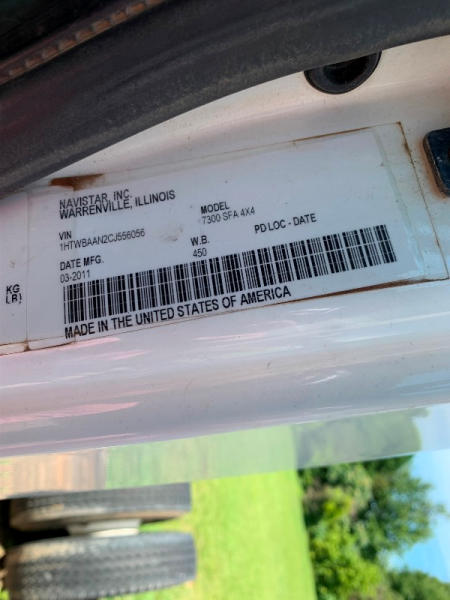 NAVISTAR, INC.
WARRENVILLE, ILLINOIS
VIN MODEL
1HTWBAAN2CJ556056 7300 SFA 4X4
DATE MFG. W.B. PD LOC - DATE
03-2011 450
MADE IN THE UNITED STATES OF AMERICA
KG
LB)